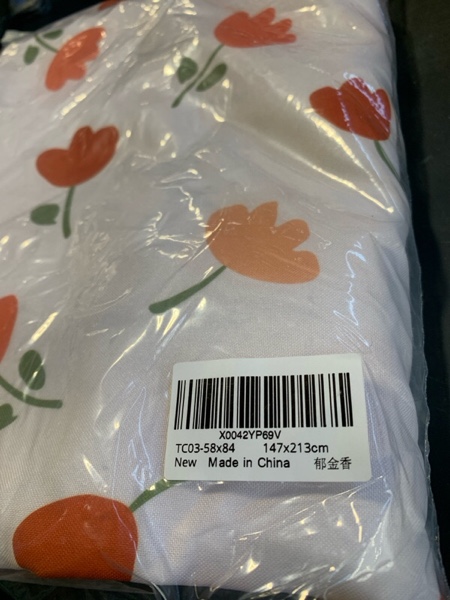 X0042YP69V
TC03-58x84 147x213cm
New Made in China 郁金香